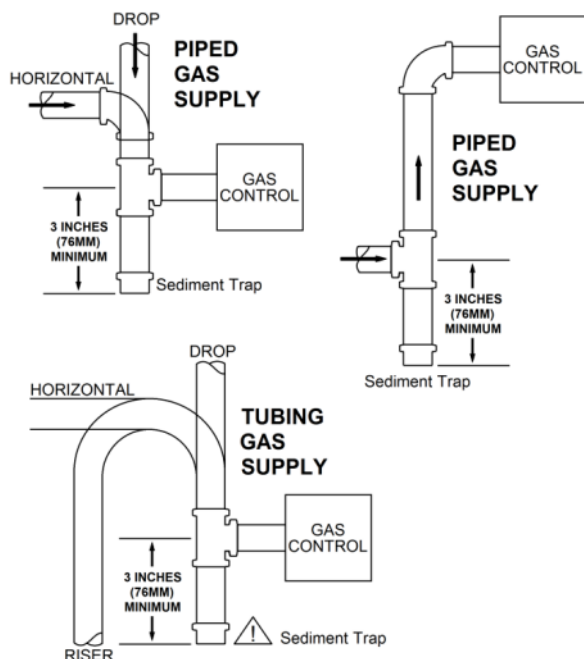 DROP
HORIZONTAL
PIPED
GAS
SUPPLY
GAS
CONTROL
3 INCHES
(76MM)
MINIMUM
Sediment Trap
GAS
CONTROL
PIPED
GAS
SUPPLY
3 INCHES
(76MM)
MINIMUM
Sediment Trap
DROP
HORIZONTAL
TUBING
GAS
SUPPLY
GAS
CONTROL
3 INCHES
(76MM)
MINIMUM
! Sediment Trap
RISER